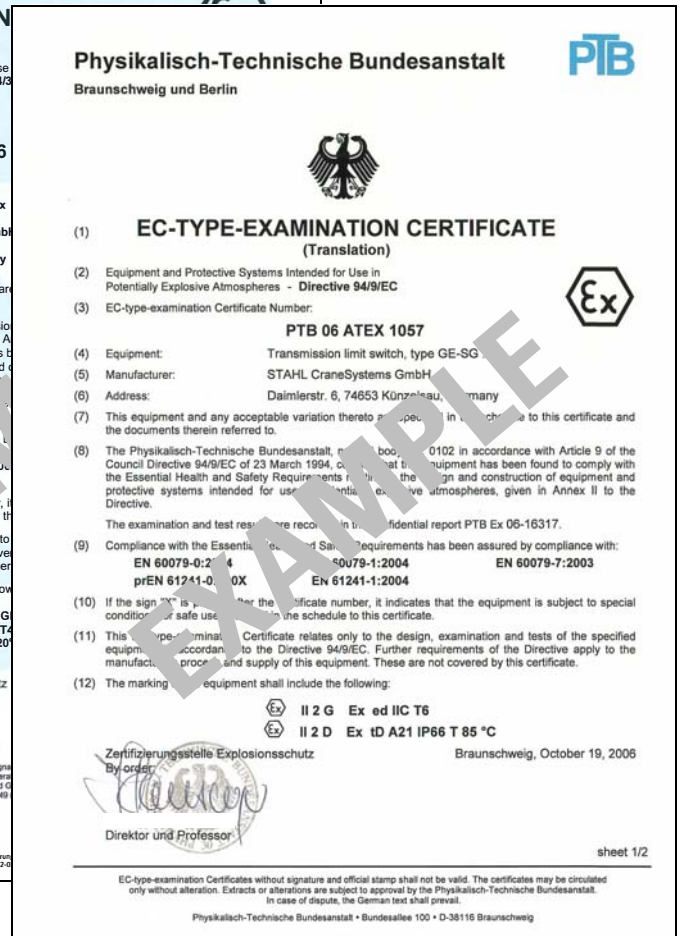 Physikalisch-Technische Bundesanstalt
PTB
Braunschweig und Berlin
(1) EC-TYPE-EXAMINATION CERTIFICATE
(Translation)
(2) Equipment and Protective Systems Intended for Use in
Potentially Explosive Atmospheres - Directive 94/9/EC
(3) EC-type-examination Certificate Number:
Ex
PTB 06 ATEX 1057
(4) Equipment: Transmission limit switch, type GE-SG
(5) Manufacturer: STAHL CraneSystems GmbH
(6) Address: Daimlerstr. 6, 74653 Künzelsau,
(7) This equipment and any acceptable variation thereto in to this certificate and
the documents therein referred to.
(8) The Physikalisch-Technische Bundesanstalt, 0102 in accordance with Article 9 of the
Council Directive 94/9/EC of 23 March 1994, has been found to comply with
the Essential Health and Safety the and construction of equipment and
protective systems intended for atmospheres, given in Annex II to the
Directive.
The examination and test report PTB Ex 06-16317.
(9) Compliance with the Safety Requirements has been assured by compliance with:
EN 60079-1:2004 EN 60079-7:2003
prEN EN 61241-1:2004
(10) If the sign "X" is the certificate number, it indicates that the equipment is subject to special
safe the schedule to this certificate.
(11) This Certificate relates only to the design, examination and tests of the specified
to the Directive 94/9/EC. Further requirements of the Directive apply to the
and supply of this equipment. These are not covered by this certificate.
(12) The marking equipment shall include the following:
Ex II 2 G Ex ed IIC T6
Ex II 2 D Ex tD A21 IP66 T 85 °C
Zertifizierungsstelle Explosionsschutz Braunschweig, October 19, 2006
By order:
Direktor und Professor
sheet 1/2
EC-type-examination Certificates without signature and official stamp shall not be valid. The certificates may be circulated
only without alteration. Extracts or alterations are subject to approval by the Physikalisch-Technische Bundesanstalt.
In case of dispute, the German text shall prevail.
Physikalisch-Technische Bundesanstalt • Bundesallee 100 • D-38116 Braunschweig
EXAMPLE